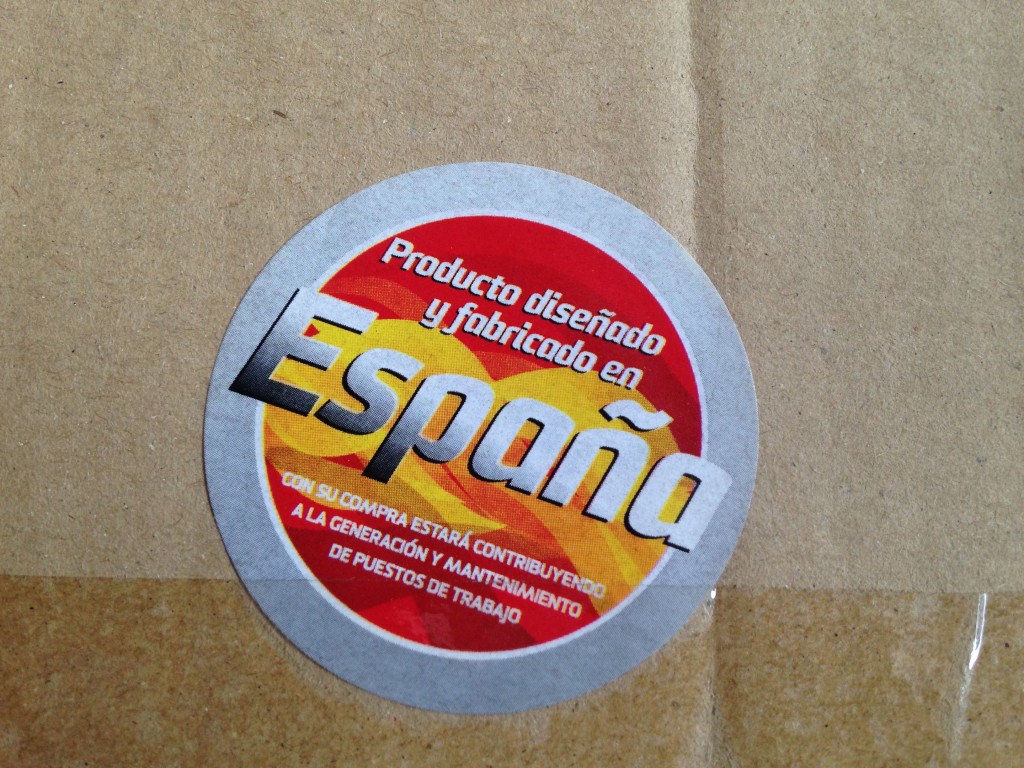 Producto diseñado
y fabricado en
España
CON SU COMPRA ESTARÁ CONTRIBUYENDO
A LA GENERACIÓN Y MANTENIMIENTO
DE PUESTOS DE TRABAJO